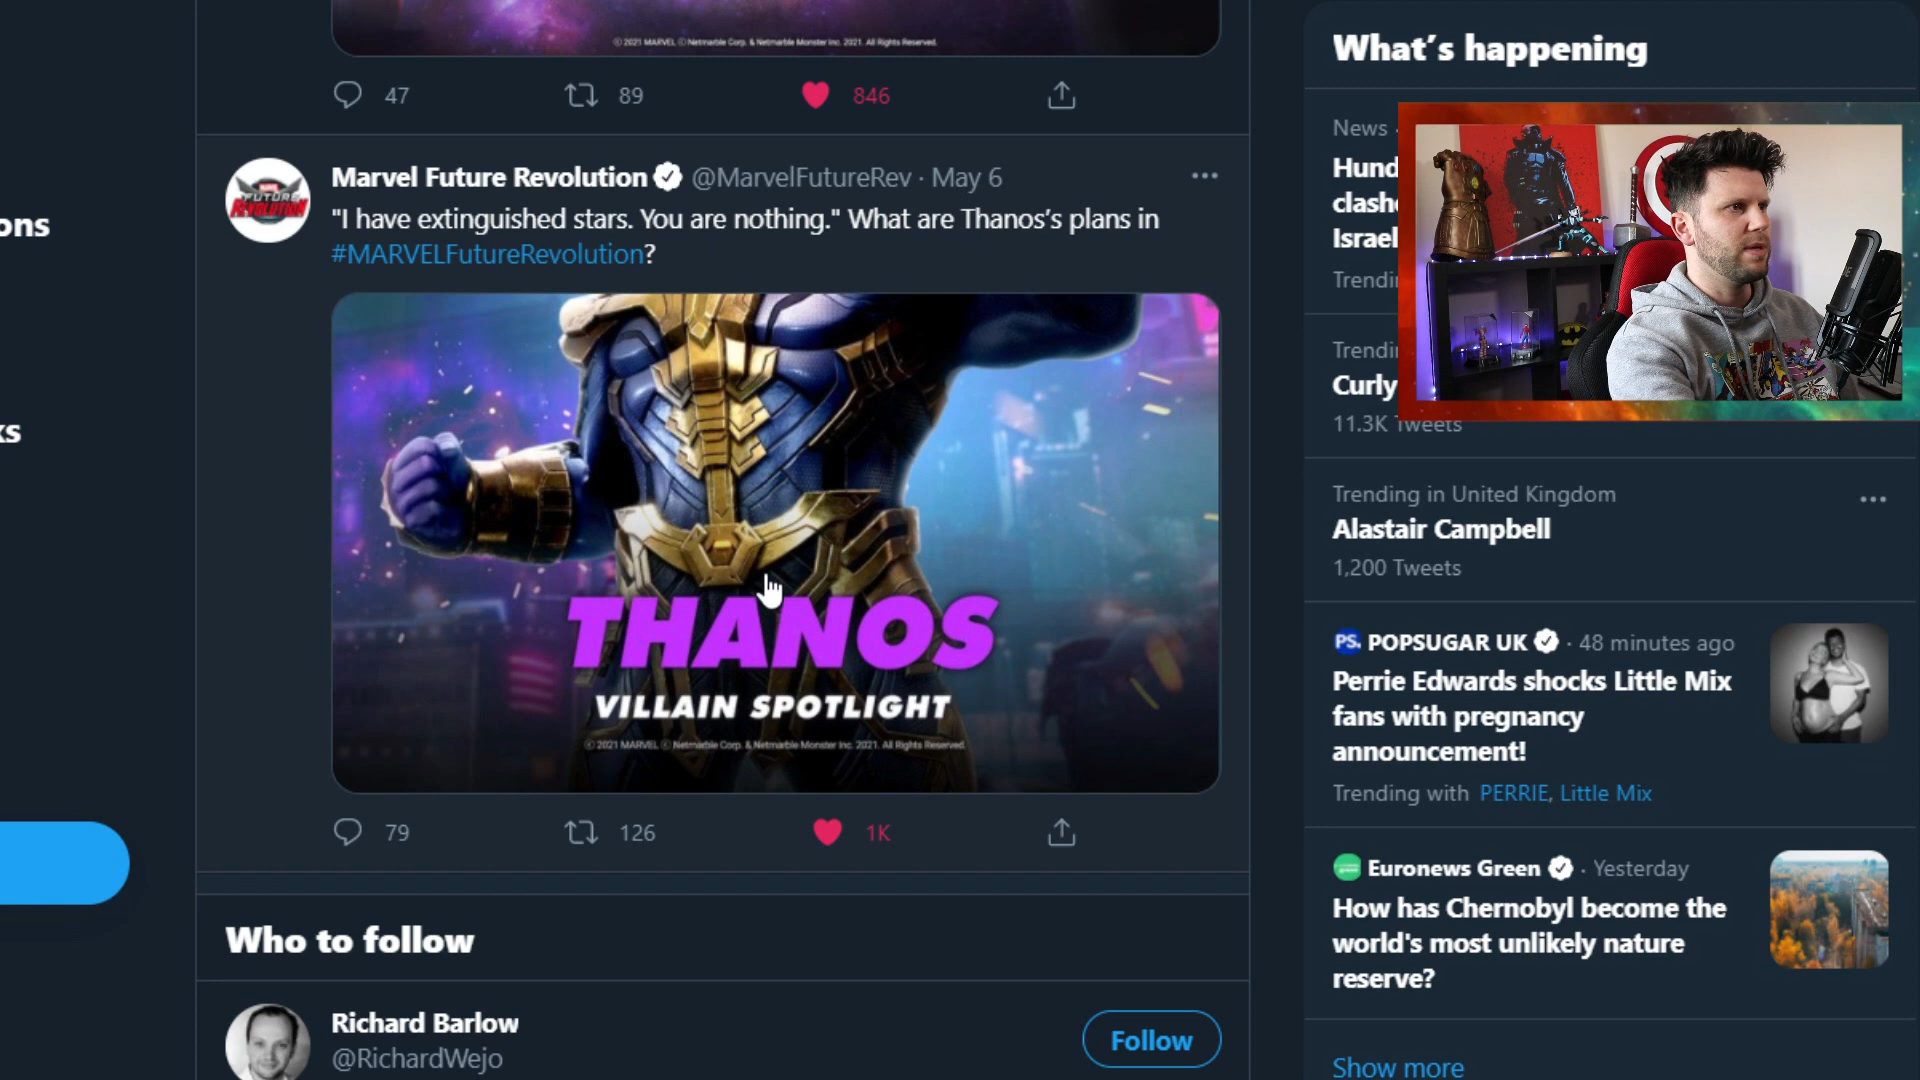 ons
ks
© 2021 MARVEL © Netmarble Corp. & Netmarble Monster Inc. 2021. All Rights Reserved.
47
89
846
MARVEL
FUTURE
REVOLUTION
Marvel Future Revolution @MarvelFutureRev · May 6
"I have extinguished stars. You are nothing." What are Thanos's plans in
#MARVELFutureRevolution?
THANOS
VILLAIN SPOTLIGHT
© 2021 MARVEL © Netmarble Corp. & Netmarble Monster Inc. 2021. All Rights Reserved.
79
126
1K
Who to follow
Richard Barlow
@RichardWejo
Follow
What's happening
News ·
Hund
clashe
Israel
Trendi
Trendi
Curly
11.3K Tweets
Trending in United Kingdom
Alastair Campbell
1,200 Tweets
PS. POPSUGAR UK · 48 minutes ago
Perrie Edwards shocks Little Mix
fans with pregnancy
announcement!
Trending with PERRIE, Little Mix
Euronews Green · Yesterday
How has Chernobyl become the
world's most unlikely nature
reserve?
Show more